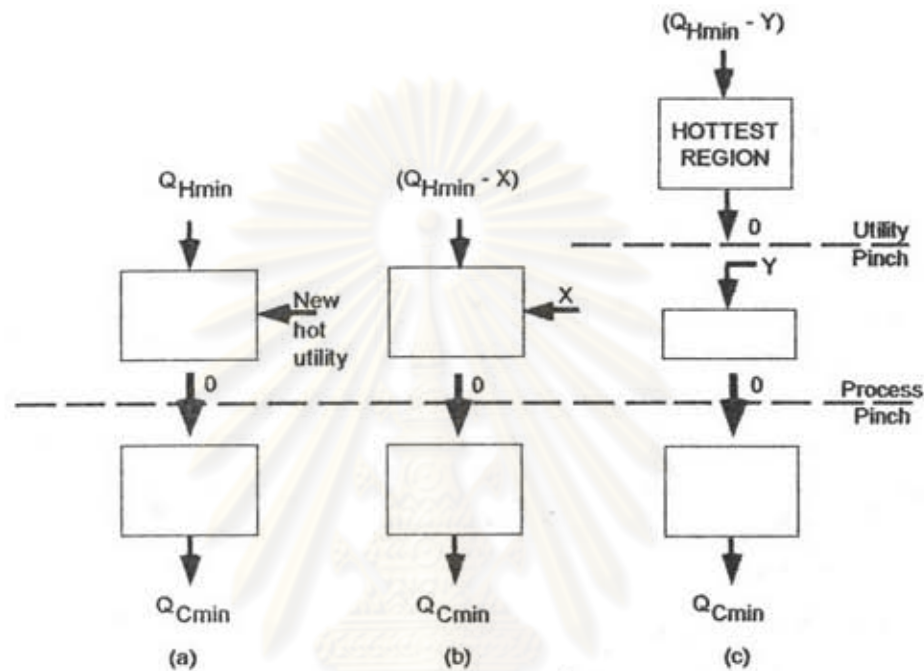 (QHmin - Y)
HOTTEST
REGION
QHmin
(QHmin - X)
0
Utility
Pinch
Y
New
hot
utility
X
0
0
0
Process
Pinch
QCmin
QCmin
QCmin
(a)
(b)
(c)